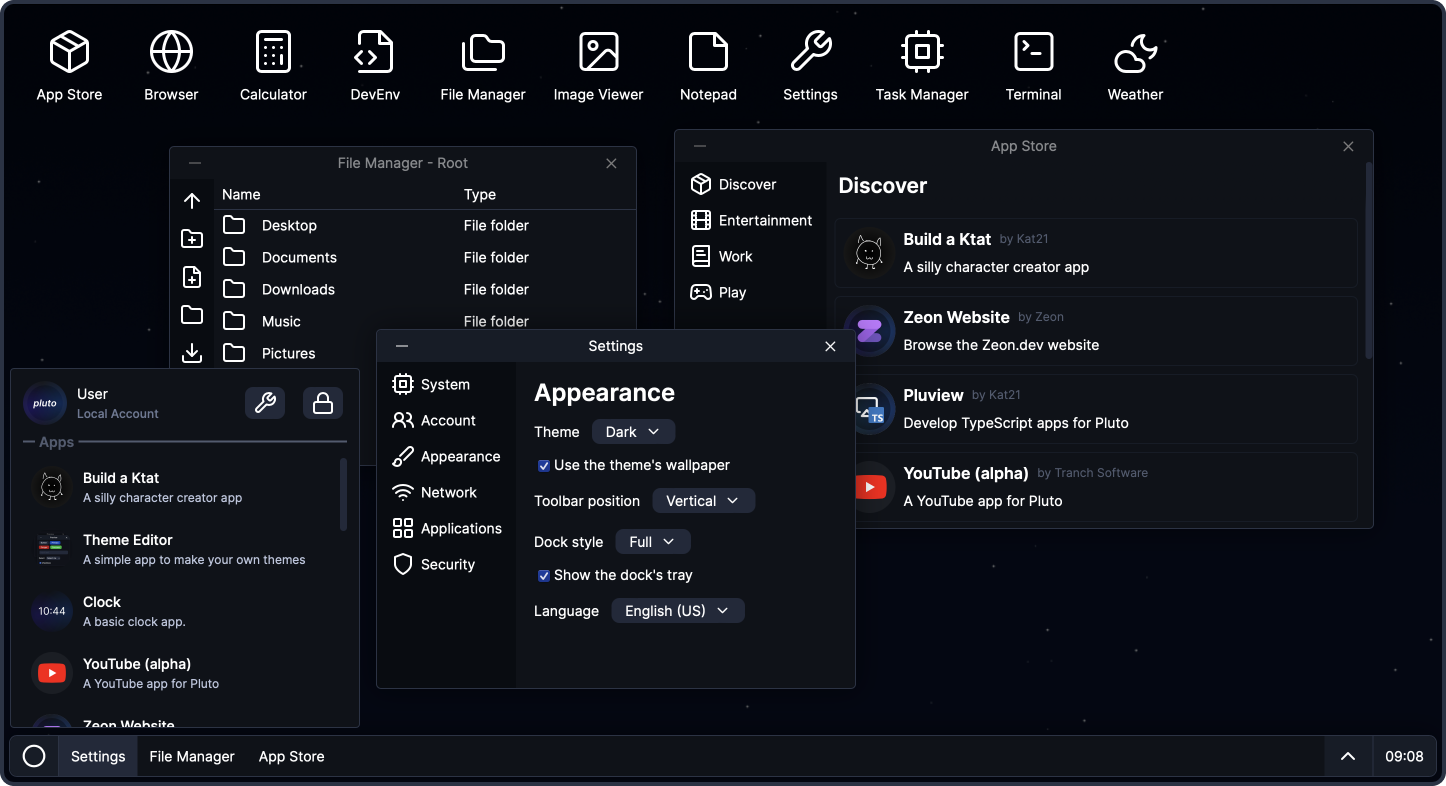 App Store
Browser
Calculator
DevEnv
File Manager
Image Viewer
Notepad
Settings
Task Manager
Terminal
Weather
File Manager - Root
Name Type
Desktop File folder
Documents File folder
Downloads File folder
Music File folder
Pictures
App Store
Discover
Entertainment
Work
Play
Discover
Build a Ktat by Kat21
A silly character creator app
Zeon Website by Zeon
Browse the Zeon.dev website
TS
Pluview by Kat21
Develop TypeScript apps for Pluto
YouTube (alpha) by Tranch Software
A YouTube app for Pluto
Settings
System
Account
Appearance
Network
Applications
Security
Appearance
Theme Dark
Use the theme's wallpaper
Toolbar position Vertical
Dock style Full
Show the dock's tray
Language English (US)
pluto
User
Local Account
Apps
Build a Ktat
A silly character creator app
Theme Editor
A simple app to make your own themes
10:44
Clock
A basic clock app.
YouTube (alpha)
A YouTube app for Pluto
Zeon Website
Settings File Manager App Store 09:08